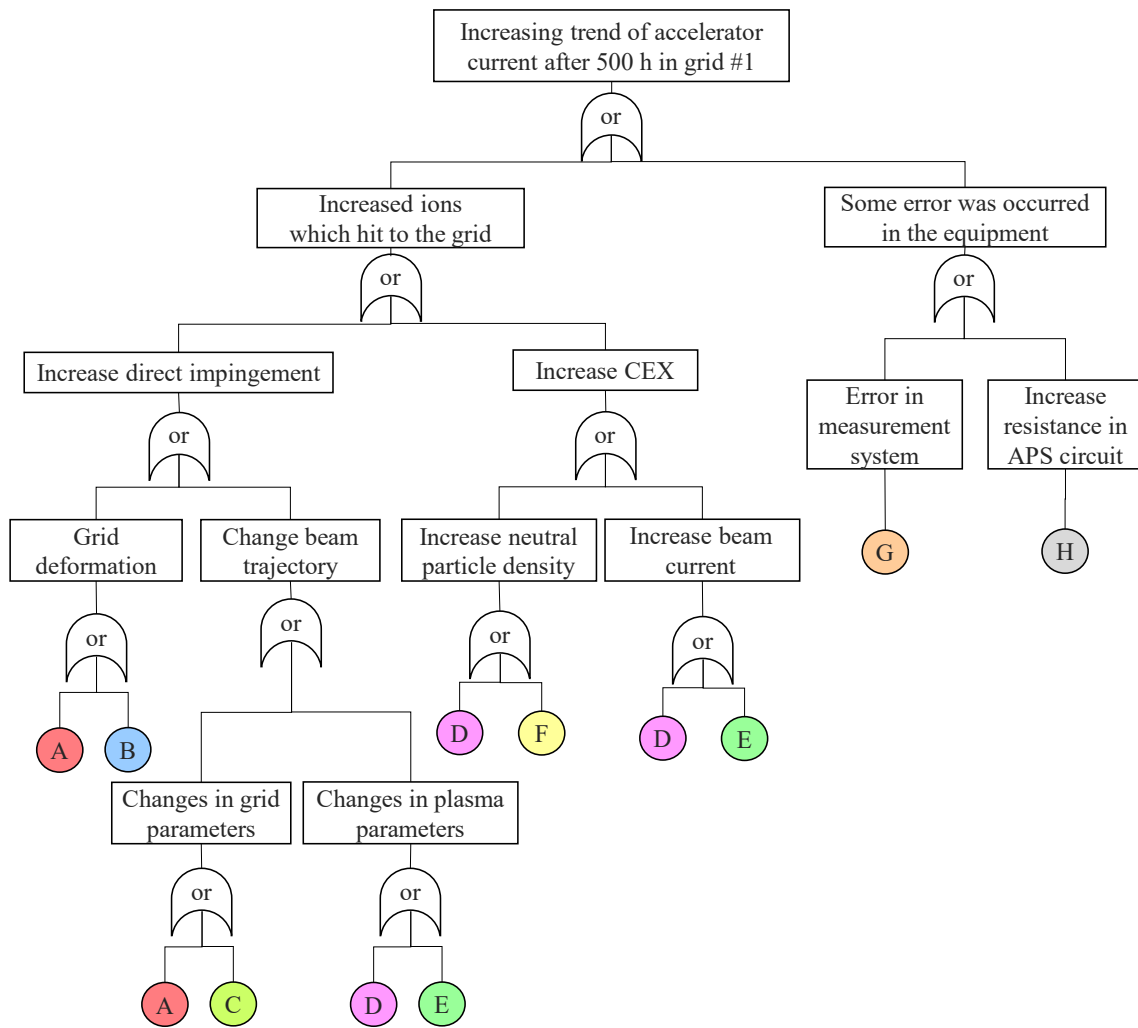 Increasing trend of accelerator
current after 500 h in grid #1
or
Increased ions
which hit to the grid
Some error was occurred
in the equipment
or
or
Increase direct impingement
Increase CEX
Error in
measurement
system
Increase
resistance in
APS circuit
or
or
Grid
deformation
Change beam
trajectory
Increase neutral
particle density
Increase beam
current
G
H
or
or
or
or
A
B
D
F
D
E
Changes in grid
parameters
Changes in plasma
parameters
or
or
A
C
D
E